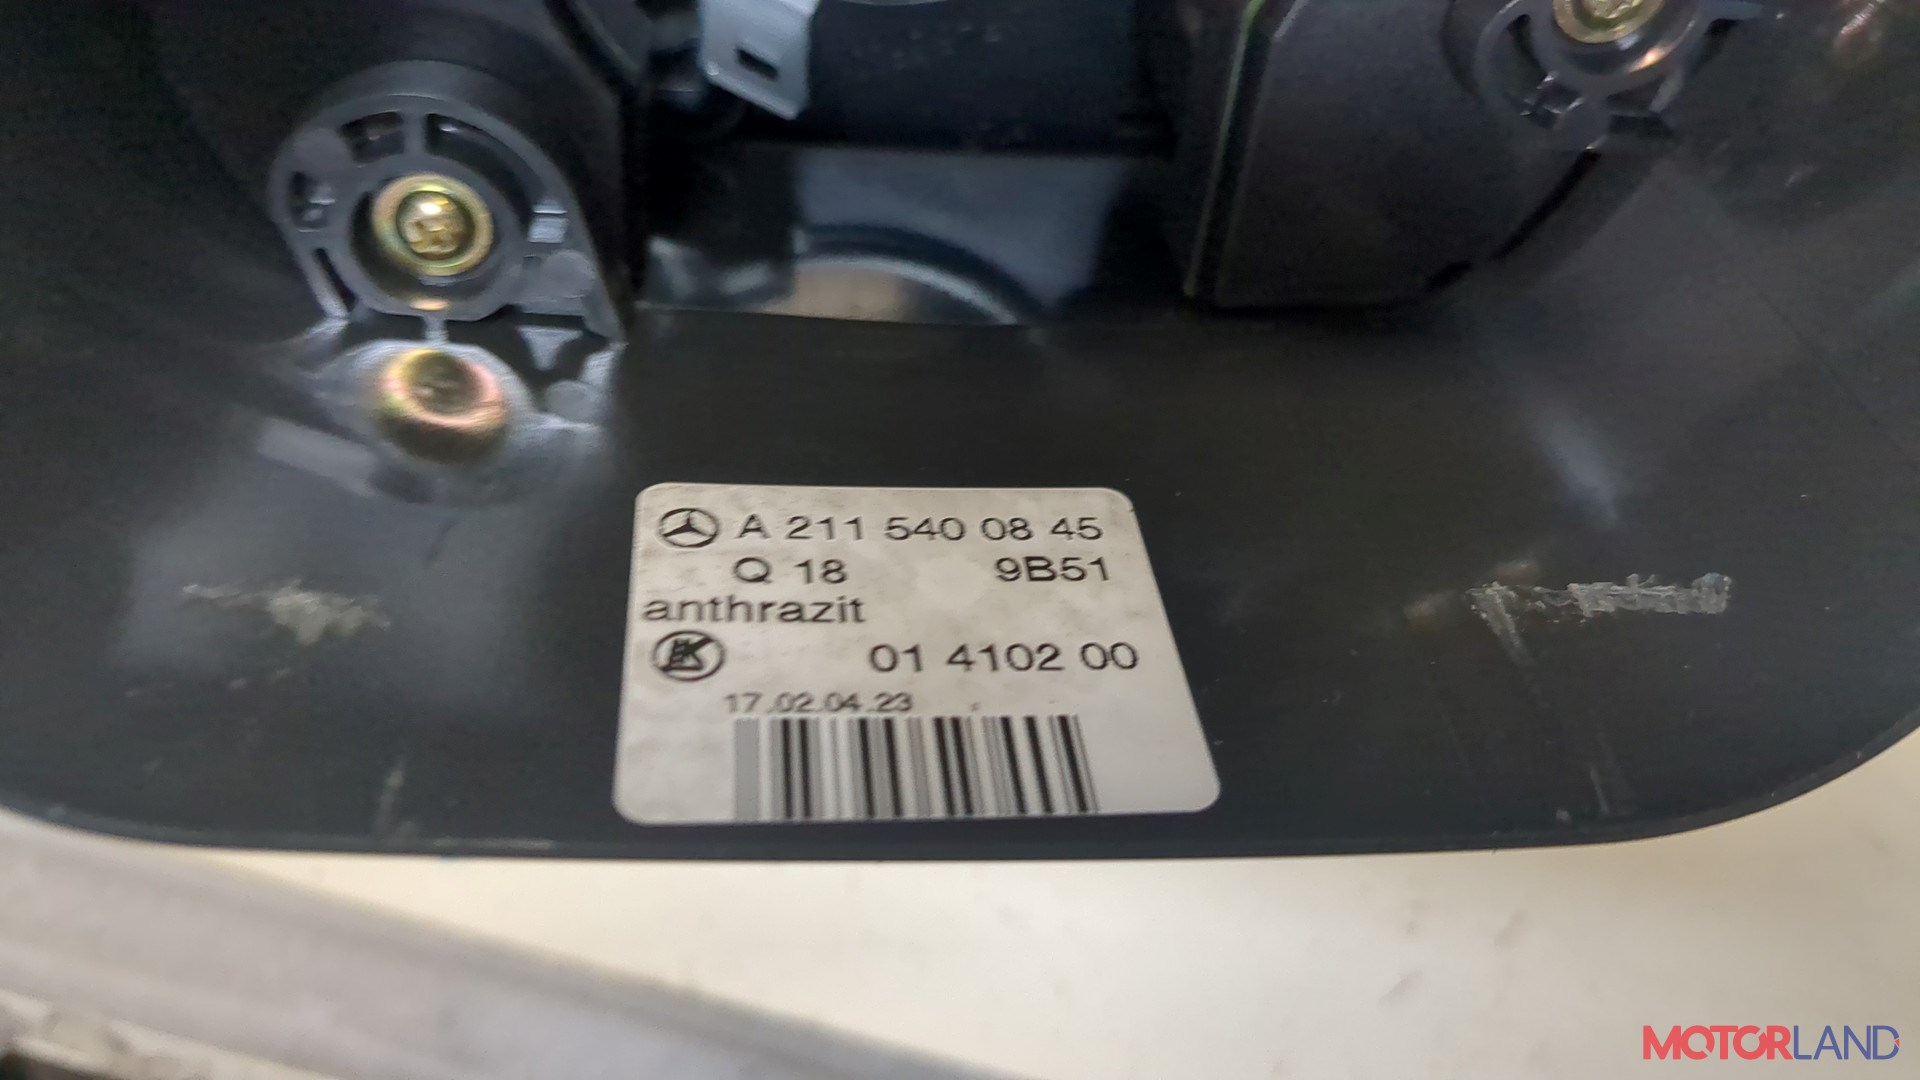 A 211 540 08 45
Q 18 9B51
anthrazit
01 4102 00
17.02.04.23
MOTORLAND